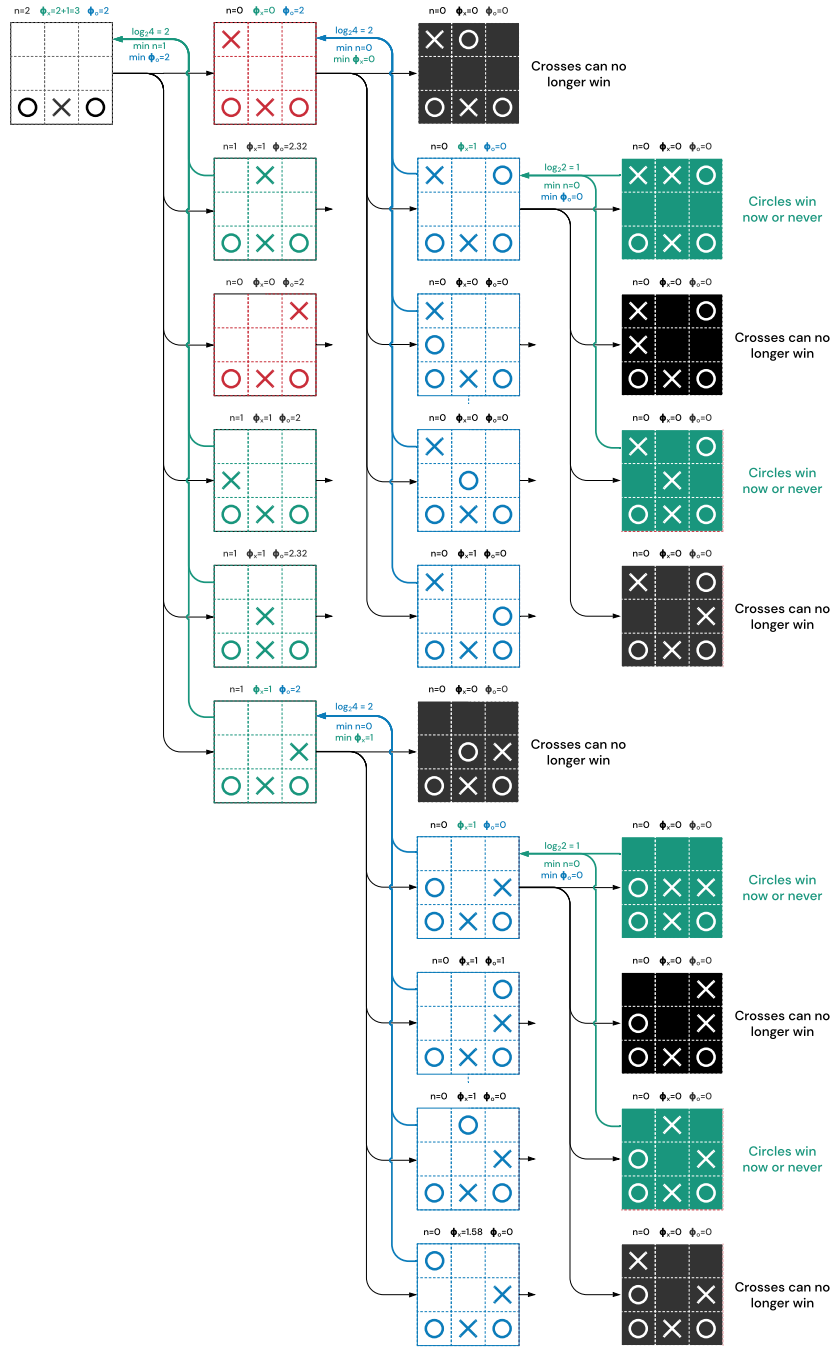 n=2 ϕₓ=2+1=3 ϕₒ=2
n=0 ϕₓ=0 ϕₒ=2
n=0 ϕₓ=0 ϕₒ=0
log₂4 = 2
min n=1
min ϕₒ=2
log₂4 = 2
min n=0
min ϕₓ=0
Crosses can no
longer win
n=1 ϕₓ=1 ϕₒ=2.32
n=0 ϕₓ=1 ϕₒ=0
n=0 ϕₓ=0 ϕₒ=0
log₂2 = 1
min n=0
min ϕₒ=0
Circles win
now or never
n=0 ϕₓ=0 ϕₒ=2
n=0 ϕₓ=0 ϕₒ=0
n=0 ϕₓ=0 ϕₒ=0
Crosses can no
longer win
n=1 ϕₓ=1 ϕₒ=2
n=0 ϕₓ=0 ϕₒ=0
n=0 ϕₓ=0 ϕₒ=0
Circles win
now or never
n=1 ϕₓ=1 ϕₒ=2.32
n=0 ϕₓ=1 ϕₒ=0
n=0 ϕₓ=0 ϕₒ=0
Crosses can no
longer win
n=1 ϕₓ=1 ϕₒ=2
n=0 ϕₓ=0 ϕₒ=0
log₂4 = 2
min n=0
min ϕₓ=1
Crosses can no
longer win
n=0 ϕₓ=1 ϕₒ=0
n=0 ϕₓ=0 ϕₒ=0
log₂2 = 1
min n=0
min ϕₒ=0
Circles win
now or never
n=0 ϕₓ=1 ϕₒ=1
n=0 ϕₓ=0 ϕₒ=0
Crosses can no
longer win
n=0 ϕₓ=1 ϕₒ=0
n=0 ϕₓ=0 ϕₒ=0
Circles win
now or never
n=0 ϕₓ=1.58 ϕₒ=0
n=0 ϕₓ=0 ϕₒ=0
Crosses can no
longer win